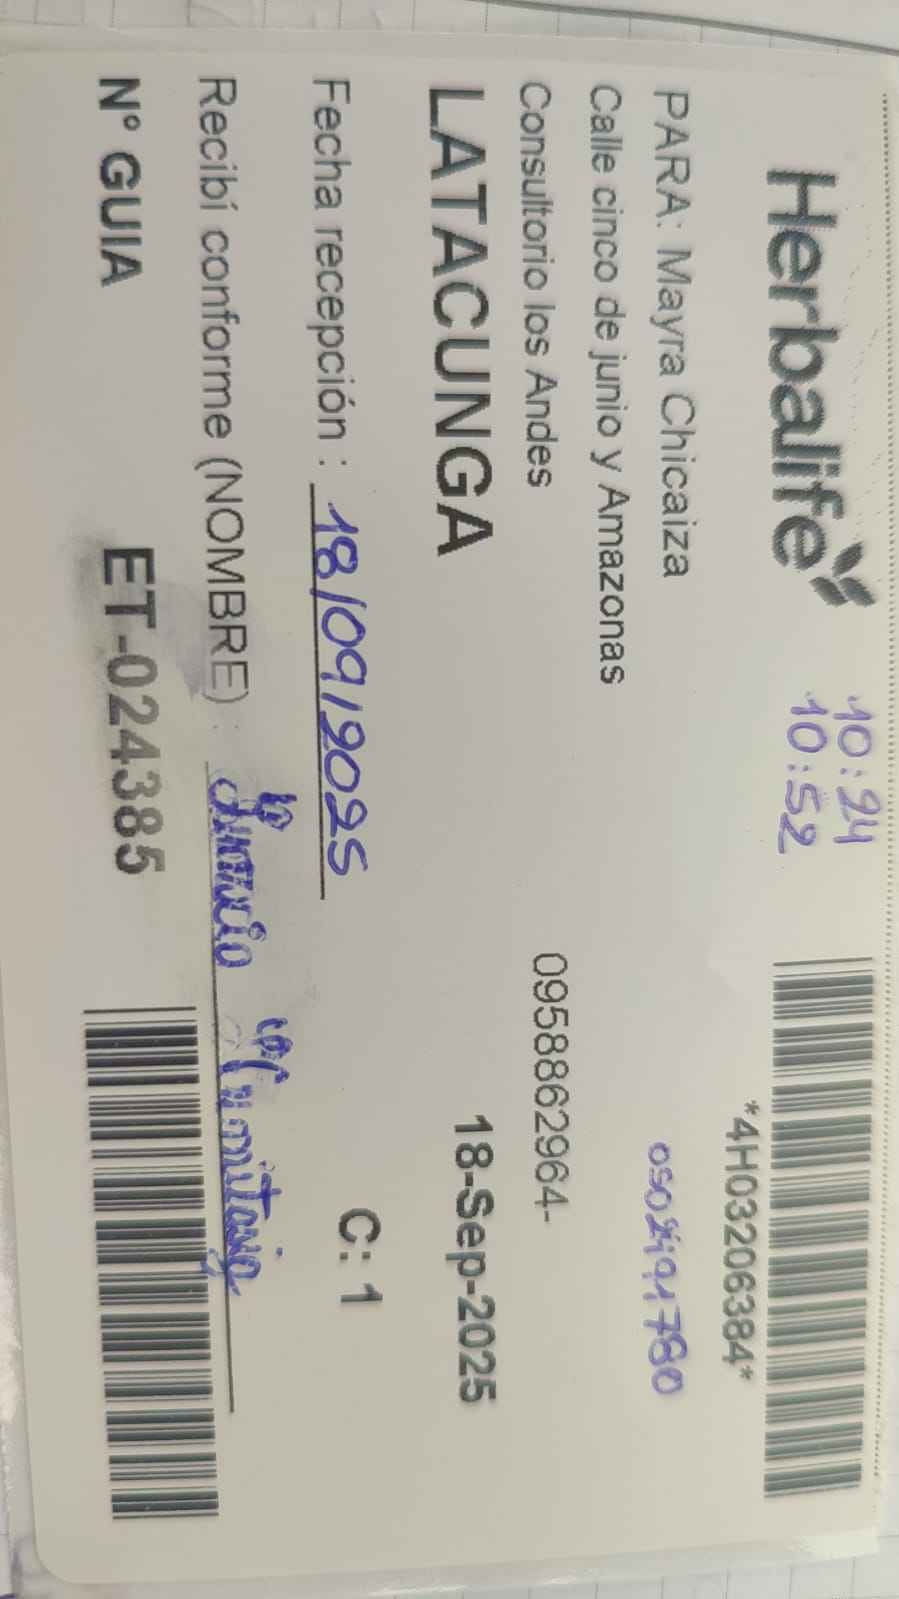 Herbalife
10:24
10:52
*4H03206384*
PARA: Mayra Chicaiza
0502491780
Calle cinco de junio y Amazonas
Consultorio los Andes
0958862964-
LATACUNGA
18-Sep-2025
Fecha recepción : 18/09/2025
C: 1
Recibí conforme (NOMBRE) :
Nº GUIA
ET-024385